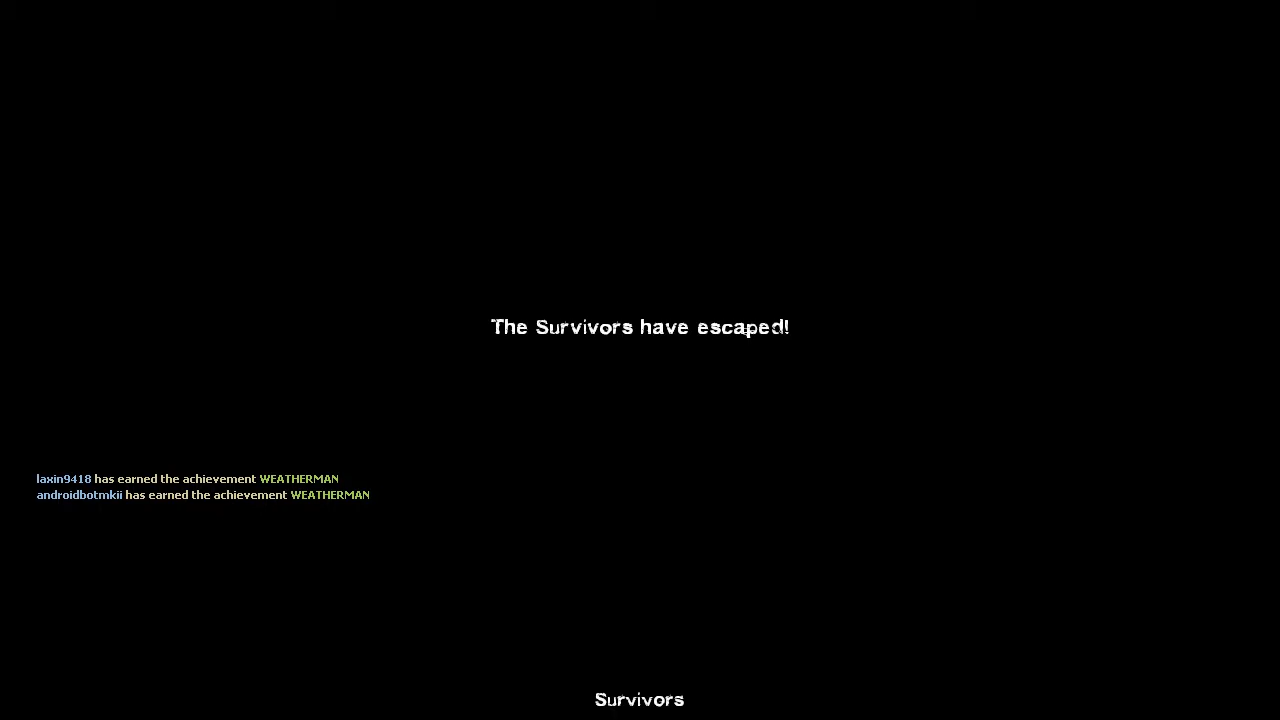 The Survivors have escaped!
laxin9418 has earned the achievement WEATHERMAN
androidbotmkii has earned the achievement WEATHERMAN
Survivors